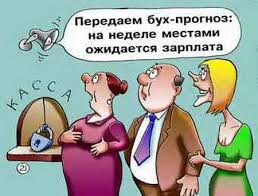 Передаем бух-прогноз:
на неделе местами
ожидается зарплата
КАССА